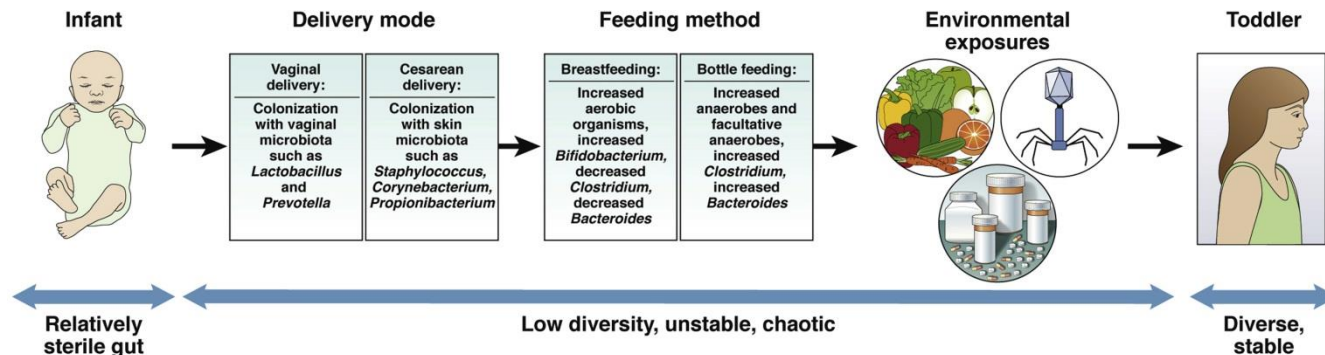 Infant
Delivery mode
Vaginal
delivery:
Colonization
with vaginal
microbiota
such as
Lactobacillus
and
Prevotella
Cesarean
delivery:
Colonization
with skin
microbiota
such as
Staphylococcus,
Corynebacterium,
Propionibacterium
Feeding method
Breastfeeding:
Increased
aerobic
organisms,
increased
Bifidobacterium,
decreased
Clostridium,
decreased
Bacteroides
Bottle feeding:
Increased
anaerobes and
facultative
anaerobes,
increased
Clostridium,
increased
Bacteroides
Environmental
exposures
Toddler
Relatively
sterile gut
Low diversity, unstable, chaotic
Diverse,
stable